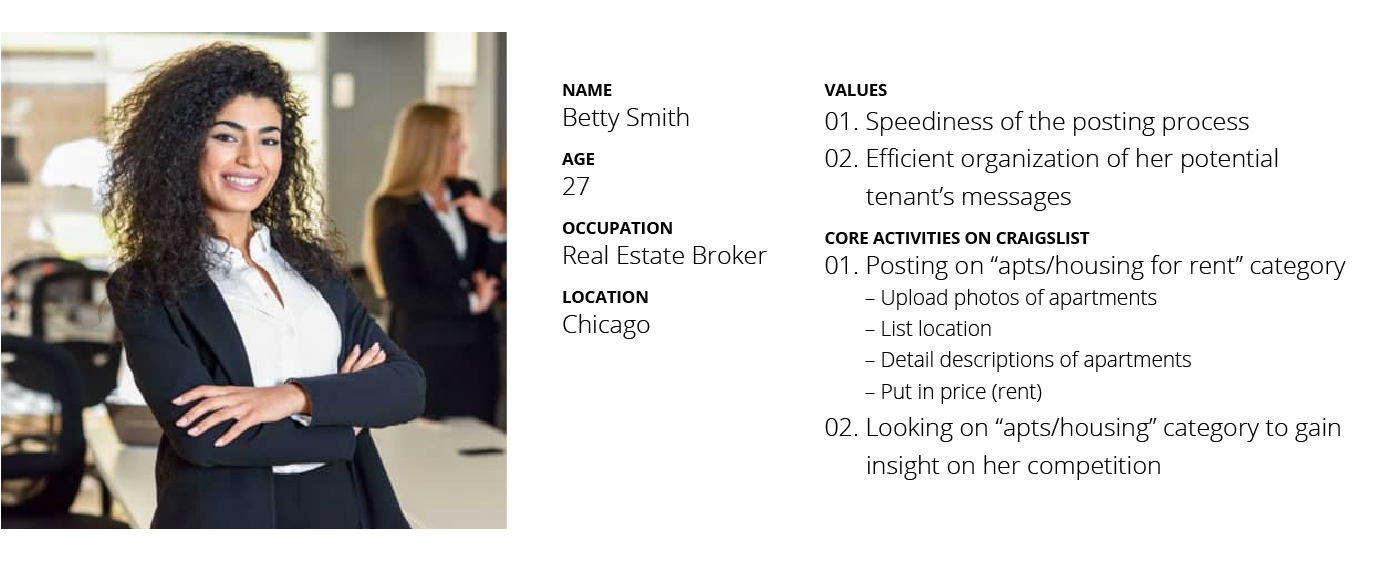 NAME
Betty Smith
AGE
27
OCCUPATION
Real Estate Broker
LOCATION
Chicago
VALUES
01. Speediness of the posting process
02. Efficient organization of her potential
tenant’s messages
CORE ACTIVITIES ON CRAIGSLIST
01. Posting on “apts/housing for rent” category
– Upload photos of apartments
– List location
– Detail descriptions of apartments
– Put in price (rent)
02. Looking on “apts/housing” category to gain
insight on her competition